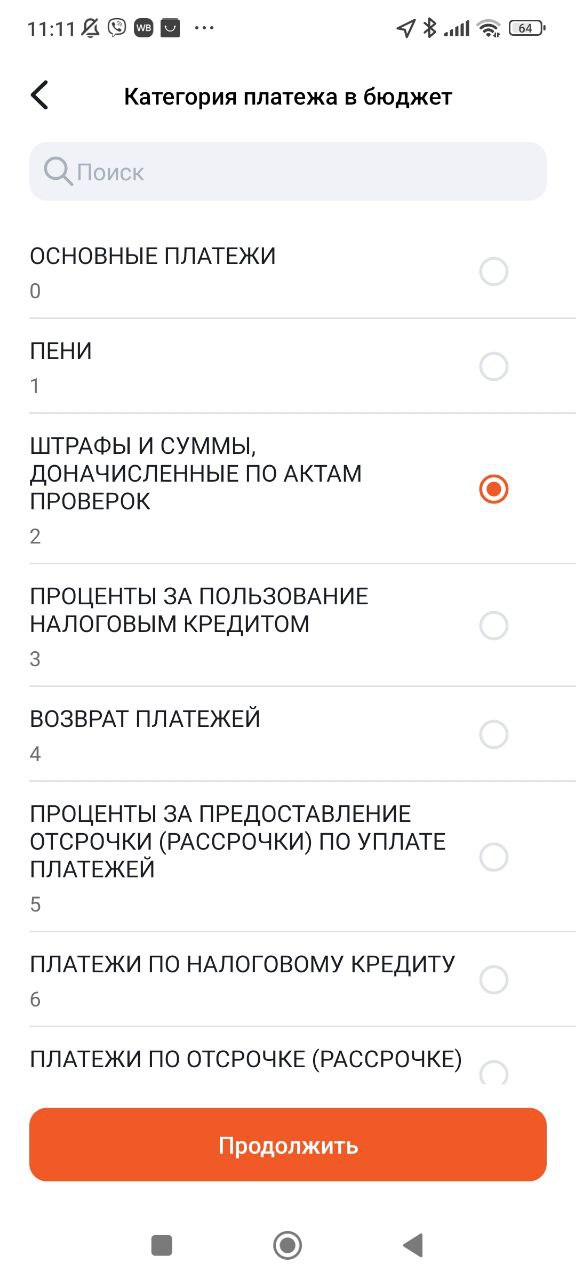 11:11 WB ... 64
Категория платежа в бюджет
Поиск
ОСНОВНЫЕ ПЛАТЕЖИ
0
ПЕНИ
1
ШТРАФЫ И СУММЫ,
ДОНАЧИСЛЕННЫЕ ПО АКТАМ
ПРОВЕРОК
2
ПРОЦЕНТЫ ЗА ПОЛЬЗОВАНИЕ
НАЛОГОВЫМ КРЕДИТОМ
3
ВОЗВРАТ ПЛАТЕЖЕЙ
4
ПРОЦЕНТЫ ЗА ПРЕДОСТАВЛЕНИЕ
ОТСРОЧКИ (РАССРОЧКИ) ПО УПЛАТЕ
ПЛАТЕЖЕЙ
5
ПЛАТЕЖИ ПО НАЛОГОВОМУ КРЕДИТУ
6
ПЛАТЕЖИ ПО ОТСРОЧКЕ (РАССРОЧКЕ)
Продолжить